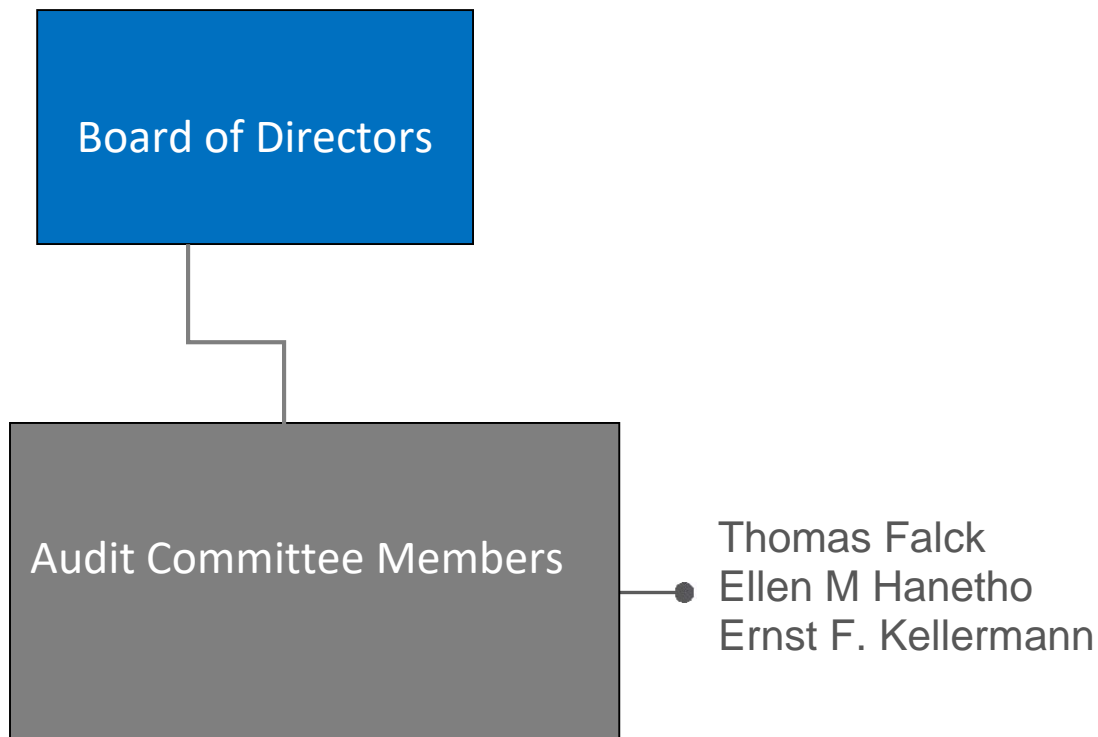 Board of Directors
Audit Committee Members
Thomas Falck
Ellen M Hanetho
Ernst F. Kellermann